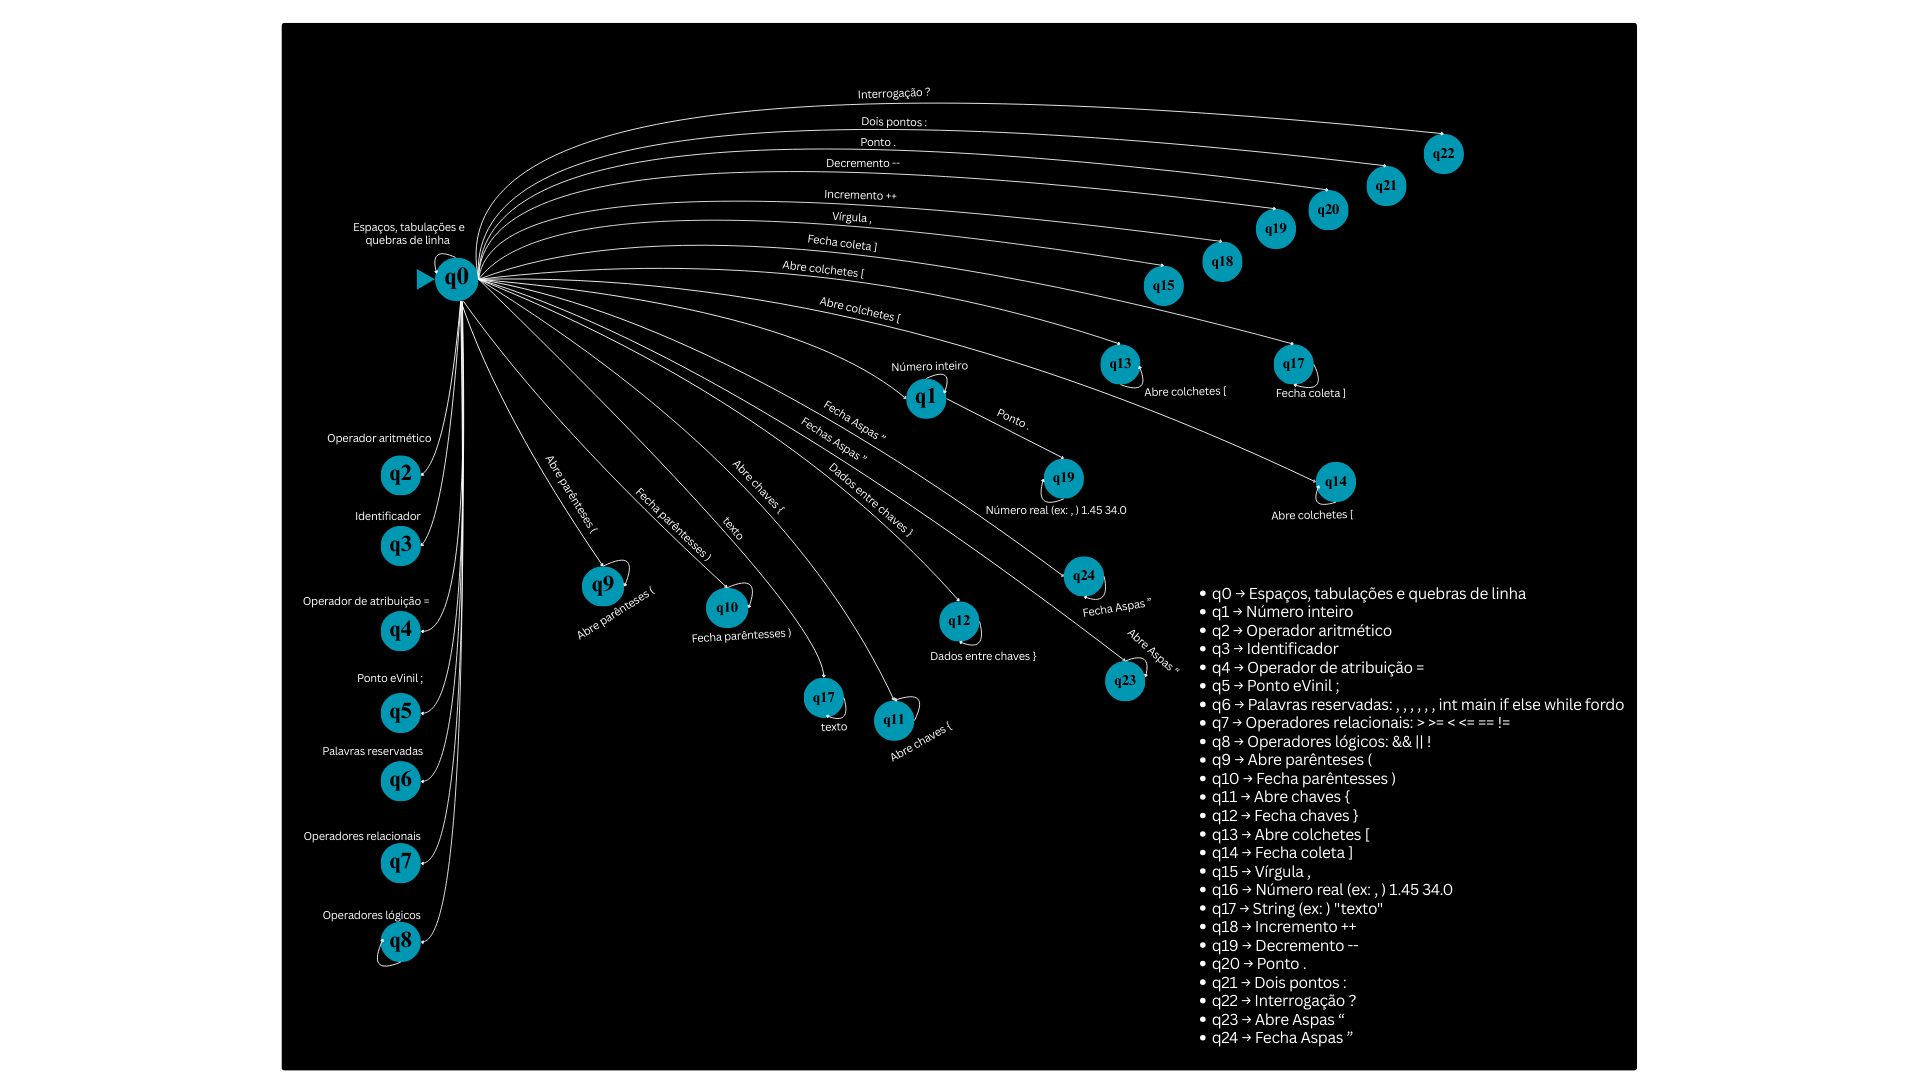 Interrogação ?
Dois pontos :
Ponto .
Decremento --
Incremento ++
Vírgula ,
Fecha coleta ]
Abre colchetes [
Abre colchetes [
q22
q21
q20
q19
q18
q15
Espaços, tabulações e
quebras de linha
q0
Número inteiro
q1
Ponto .
q13
Abre colchetes [
q17
Fecha coleta ]
q19
Número real (ex: , ) 1.45 34.0
q14
Abre colchetes [
Fecha Aspas ”
Fechas Aspas ”
Dados entre chaves }
Abre chaves {
texto
Fecha parêntesses )
Abre parênteses (
Operador aritmético
q2
Identificador
q3
Operador de atribuição =
q4
Ponto eVinil ;
q5
Palavras reservadas
q6
Operadores relacionais
q7
Operadores lógicos
q8
q9
Abre parênteses (
q10
Fecha parêntesses )
q17
texto
q11
Abre chaves {
q12
Dados entre chaves }
q24
Fecha Aspas ”
Abre Aspas “
q23
• q0 → Espaços, tabulações e quebras de linha
• q1 → Número inteiro
• q2 → Operador aritmético
• q3 → Identificador
• q4 → Operador de atribuição =
• q5 → Ponto eVinil ;
• q6 → Palavras reservadas: , , , , , , int main if else while fordo
• q7 → Operadores relacionais: > >= < <= == !=
• q8 → Operadores lógicos: && || !
• q9 → Abre parênteses (
• q10 → Fecha parêntesses )
• q11 → Abre chaves {
• q12 → Fecha chaves }
• q13 → Abre colchetes [
• q14 → Fecha coleta ]
• q15 → Vírgula ,
• q16 → Número real (ex: , ) 1.45 34.0
• q17 → String (ex: ) "texto"
• q18 → Incremento ++
• q19 → Decremento --
• q20 → Ponto .
• q21 → Dois pontos :
• q22 → Interrogação ?
• q23 → Abre Aspas “
• q24 → Fecha Aspas ”